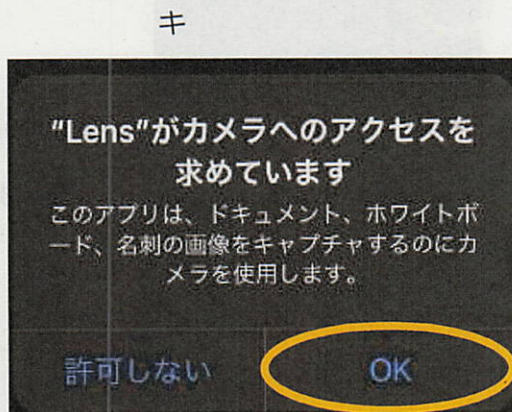 キ
"Lens"がカメラへのアクセスを
求めています
このアプリは、ドキュメント、ホワイトボ
ード、名刺の画像をキャプチャするのにカ
メラを使用します。
許可しない
OK